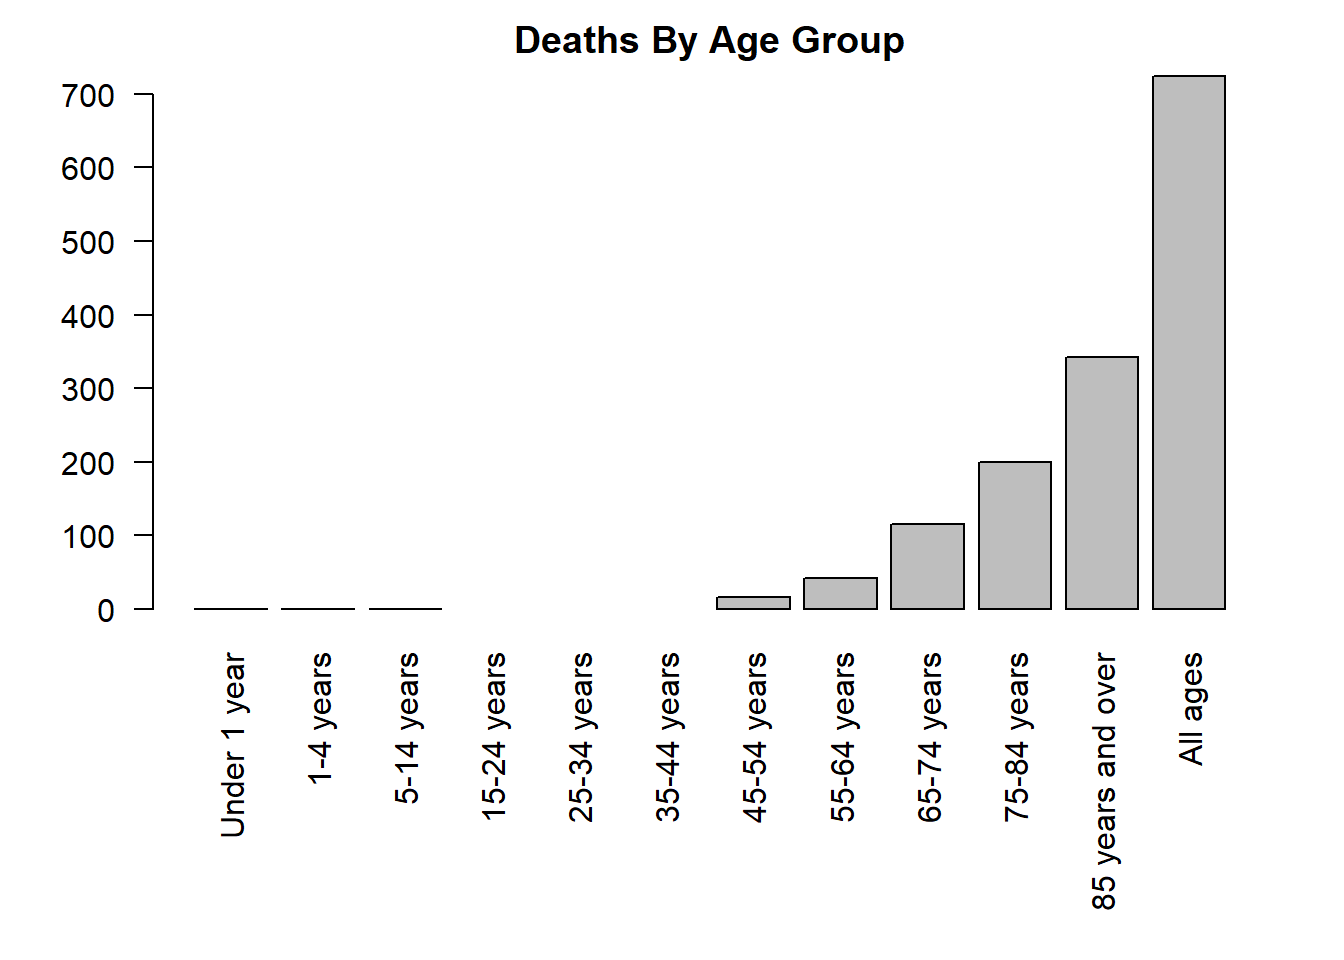 Deaths By Age Group
700
600
500
400
300
200
100
0
Under 1 year
1-4 years
5-14 years
15-24 years
25-34 years
35-44 years
45-54 years
55-64 years
65-74 years
75-84 years
85 years and over
All ages